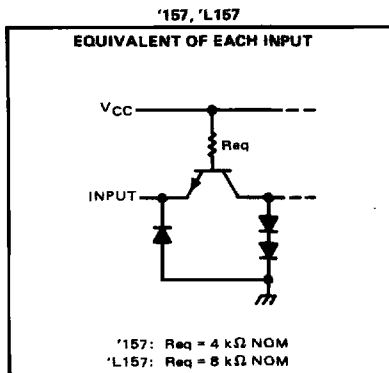 '157, 'L157
EQUIVALENT OF EACH INPUT
VCC
Req
INPUT
'157: Req = 4 kΩ NOM
'L157: Req = 8 kΩ NOM